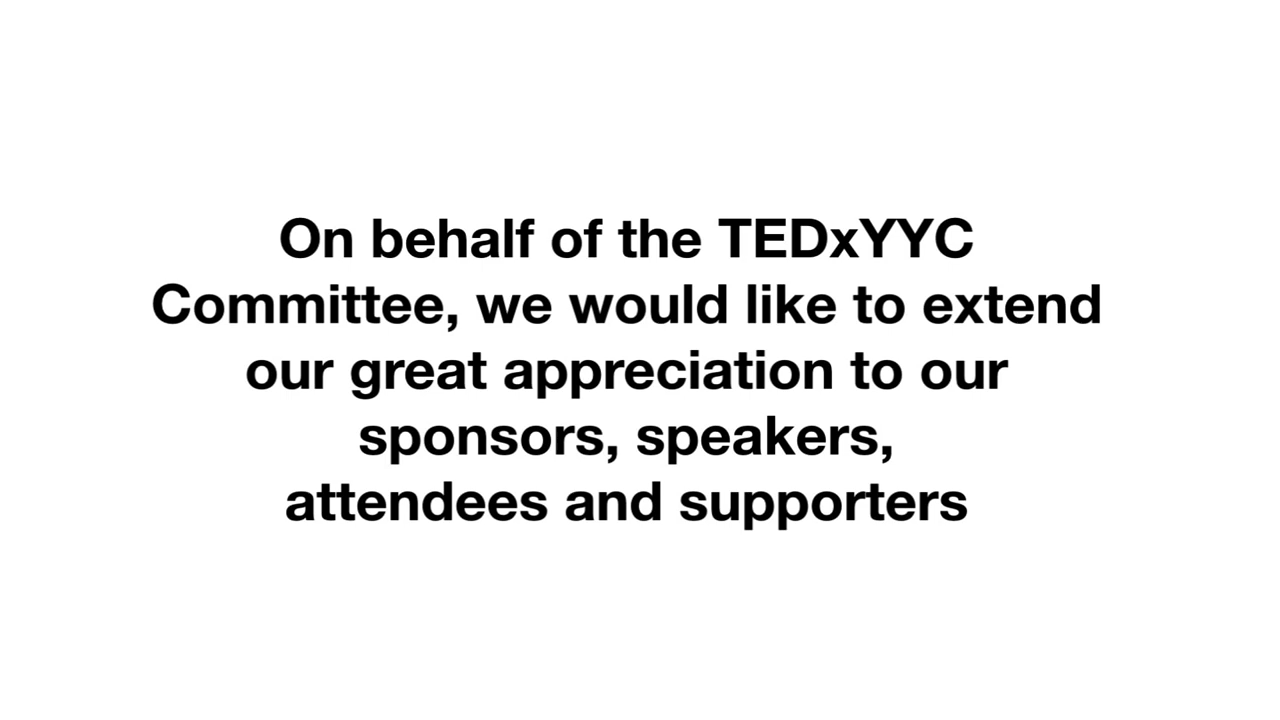 On behalf of the TEDxYYC
Committee, we would like to extend
our great appreciation to our
sponsors, speakers,
attendees and supporters